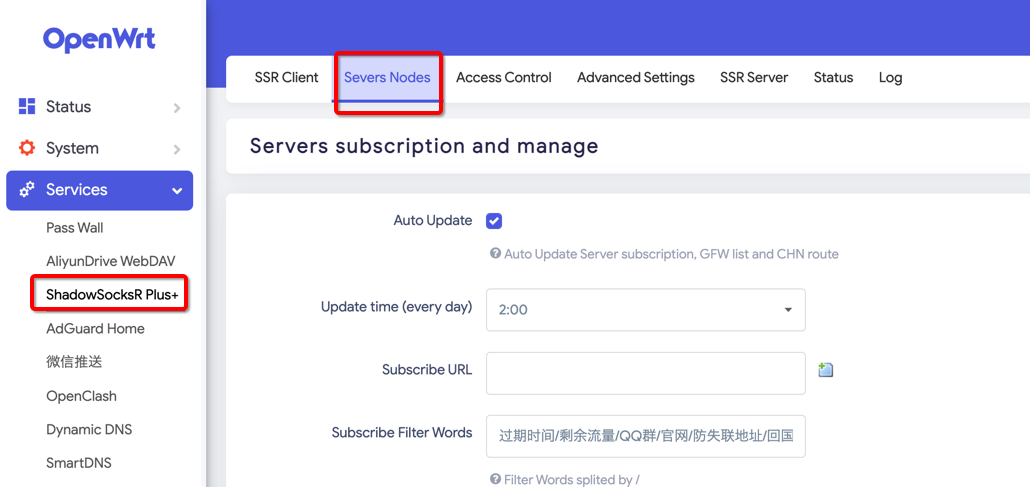 OpenWrt
Status
System
Services
Pass Wall
AliyunDrive WebDAV
ShadowSocksR Plus+
AdGuard Home
微信推送
OpenClash
Dynamic DNS
SmartDNS
SSR Client Severs Nodes Access Control Advanced Settings SSR Server Status Log
Servers subscription and manage
Auto Update
Auto Update Server subscription, GFW list and CHN route
Update time (every day) 2:00
Subscribe URL
Subscribe Filter Words 过期时间/剩余流量/QQ群/官网/防失联地址/回国
Filter Words splited by /